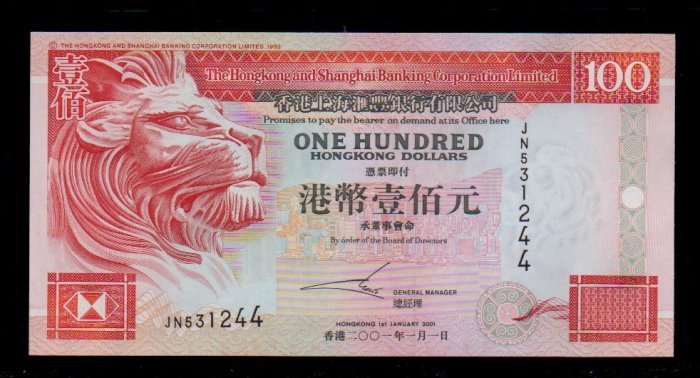 © THE HONGKONG AND SHANGHAI BANKING CORPORATION LIMITED 1993
壹佰
The Hongkong and Shanghai Banking Corporation Limited
100
香港上海滙豐銀行有限公司
Promises to pay the bearer on demand at its Office here
ONE HUNDRED
HONGKONG DOLLARS
憑票即付
港幣壹佰元
承董事會命
By order of the Board of Directors
JN531244
GENERAL MANAGER
總經理
JN531244
HONGKONG 1st JANUARY 2001
香港二〇〇一年一月一日